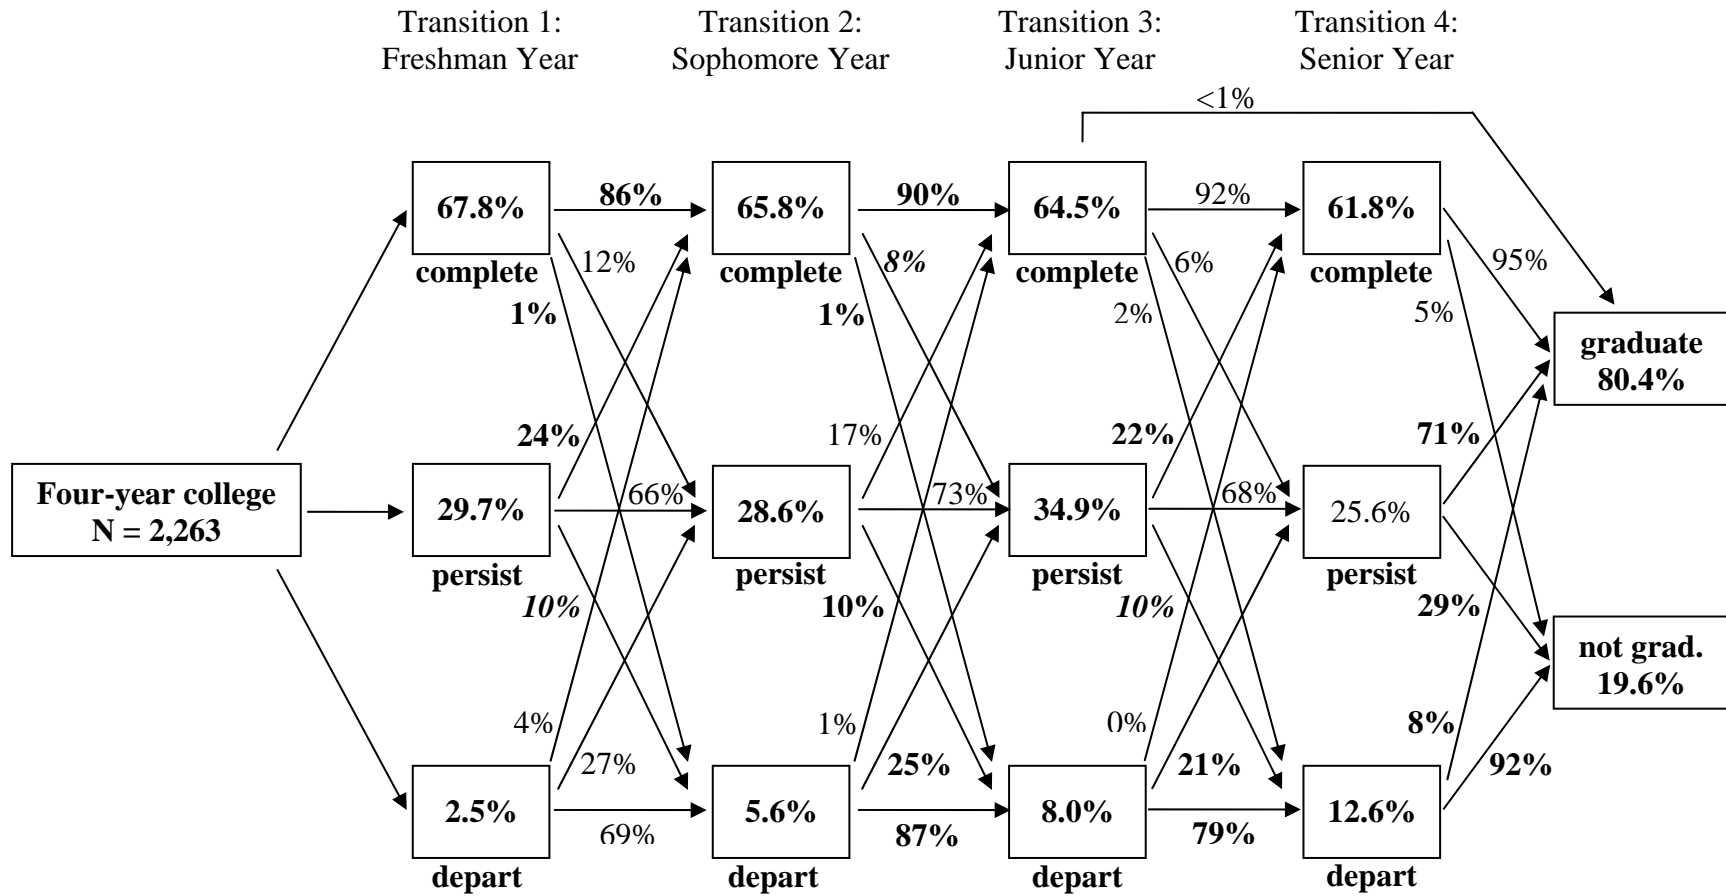 Transition 1:
Freshman Year
Transition 2:
Sophomore Year
Transition 3:
Junior Year
Transition 4:
Senior Year
<1%
67.8%
complete
86%
65.8%
complete
90%
64.5%
complete
92%
61.8%
complete
12%
8%
6%
95%
1%
1%
2%
5%
graduate
80.4%
24%
17%
22%
71%
Four-year college
N = 2,263
29.7%
persist
66%
28.6%
persist
73%
34.9%
persist
68%
25.6%
persist
10%
10%
10%
29%
not grad.
19.6%
4%
1%
0%
8%
27%
25%
21%
92%
2.5%
depart
69%
5.6%
depart
87%
8.0%
depart
79%
12.6%
depart